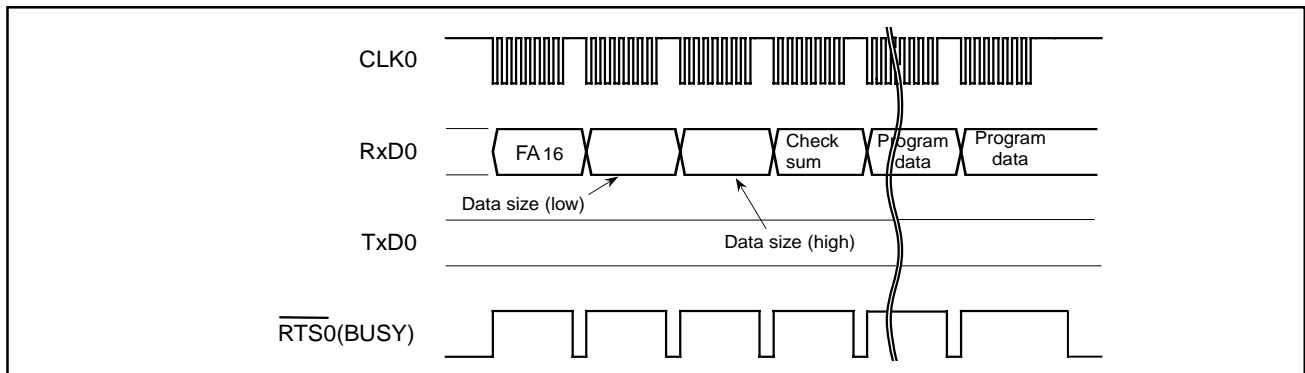 CLK0
RxD0
FA16
Check
sum
Program
data
Program
data
Data size (low)
Data size (high)
TxD0
RTS0(BUSY)